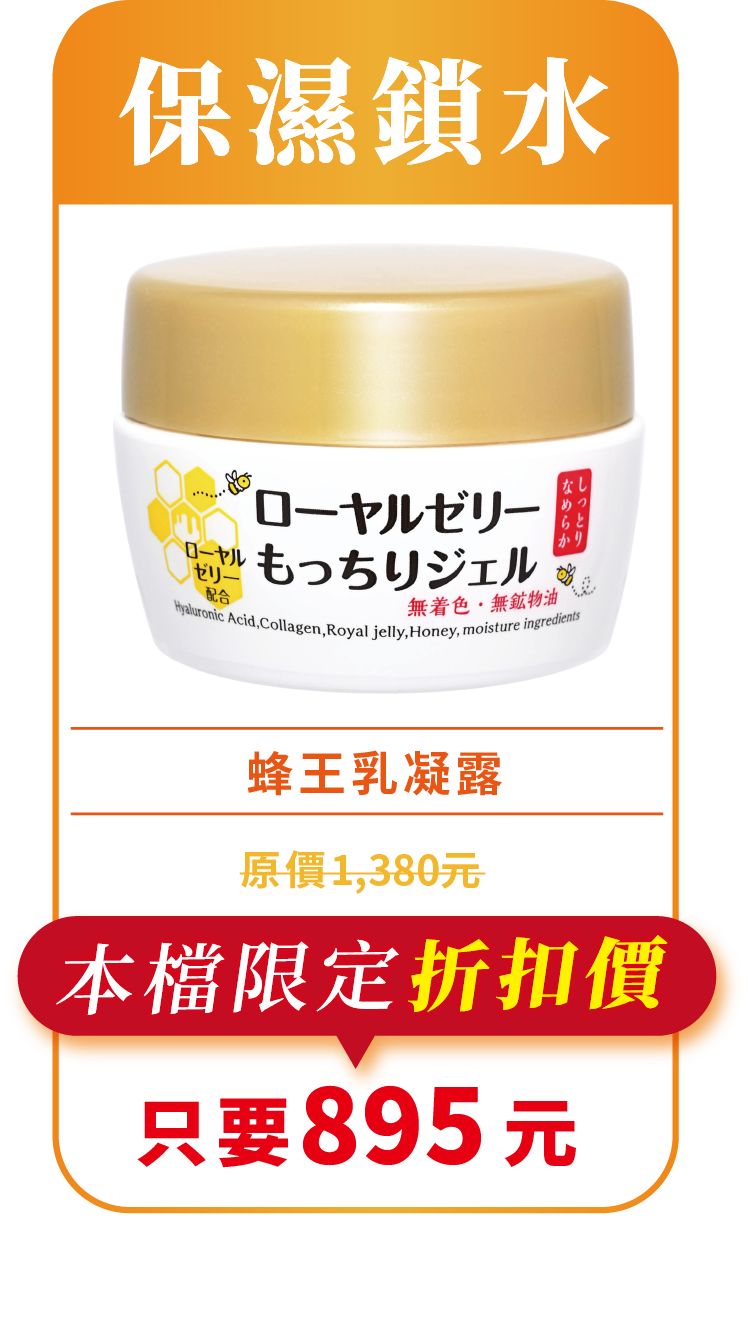 保濕鎖水
ローヤルゼリー
もっちりジェル
しっとり
なめらか
ローヤル
ゼリー
配合
無着色・無鉱物油
Hyaluronic Acid,Collagen,Royal jelly,Honey, moisture ingredients
蜂王乳凝露
原價1,380元
本檔限定折扣價
只要895元